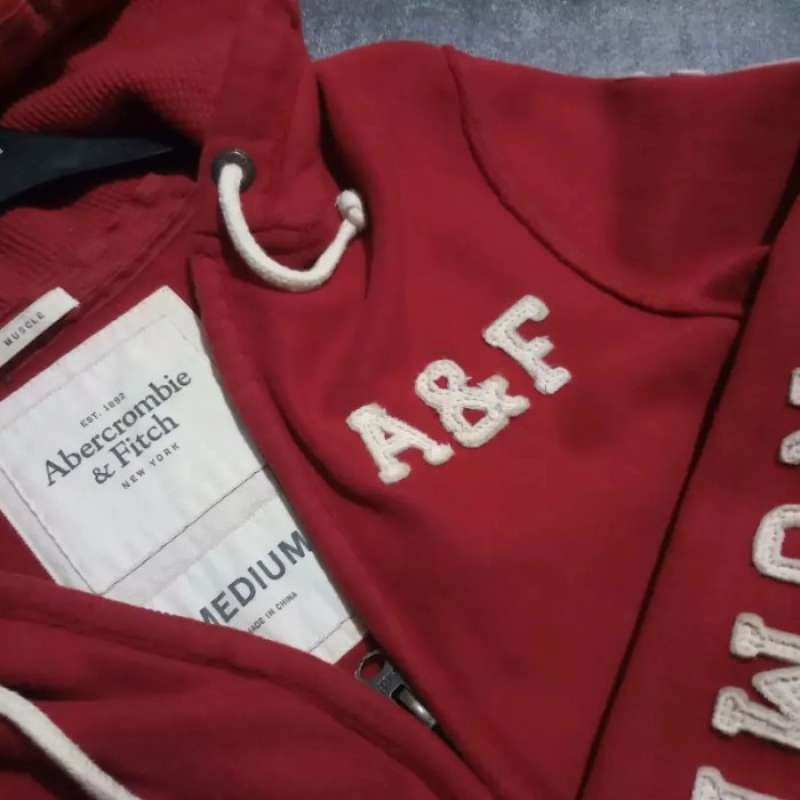 MUSCLE
EST. 1892
Abercrombie
& Fitch
NEW YORK
MEDIUM
MADE IN CHINA
A&F